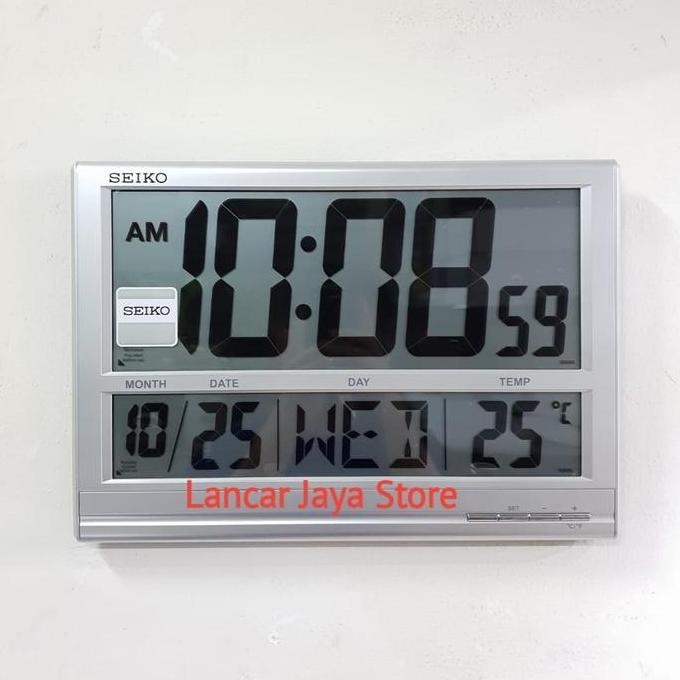 SEIKO
AM 10:08 59
SEIKO
MONTH DATE DAY TEMP
10/25 WED 25 °C
Lancar Jaya Store
SET - +
°C/°F